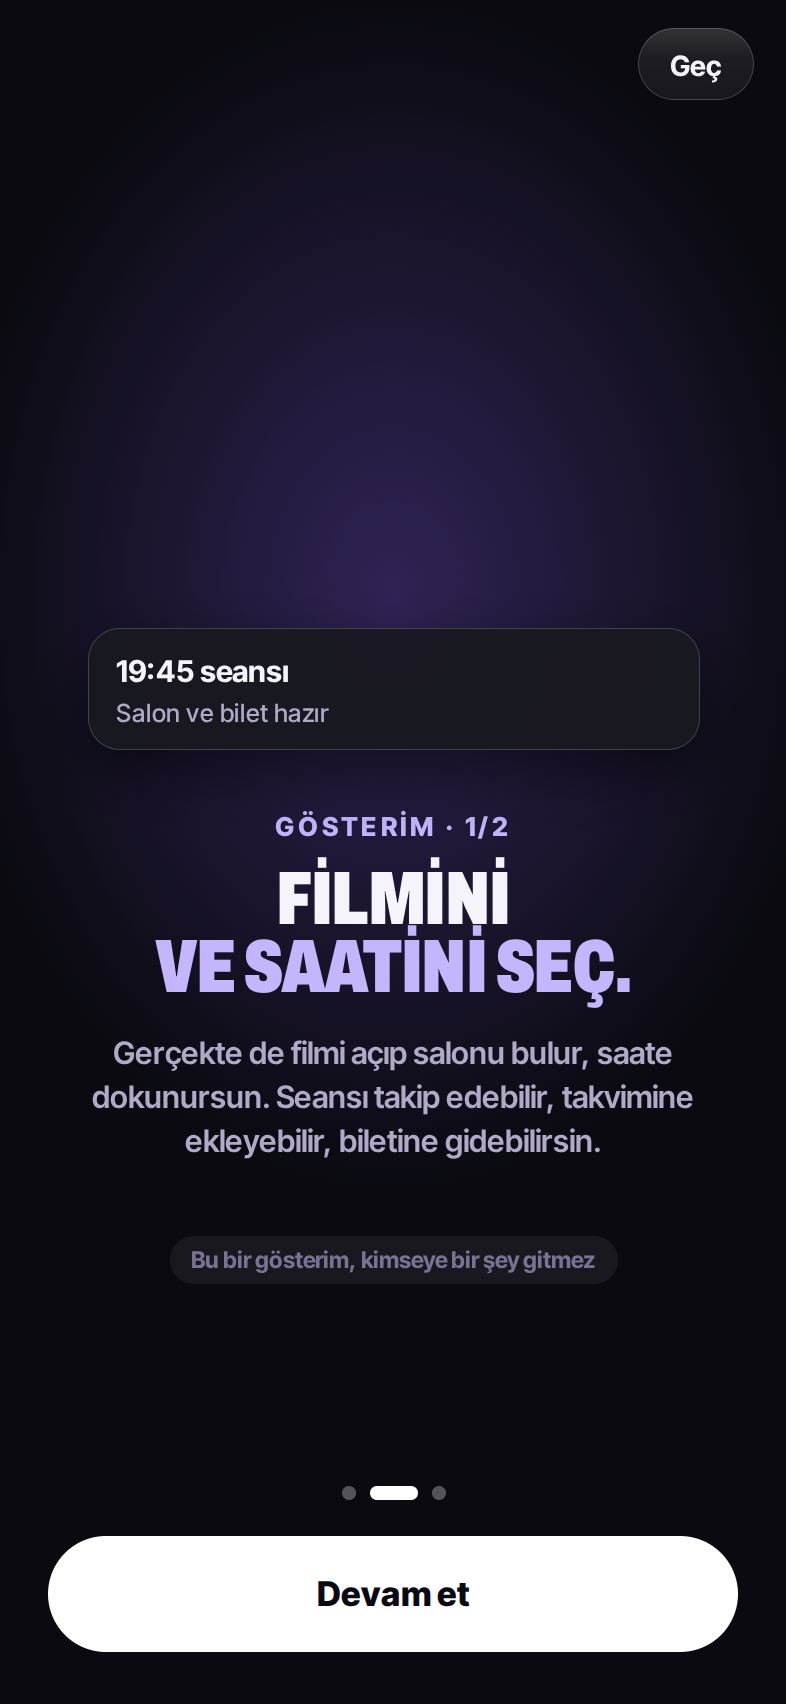 Geç
19:45 seansı
Salon ve bilet hazır
GÖSTERİM · 1/2
FİLMİNİ
VE SAATİNİ SEÇ.
Gerçekte de filmi açıp salonu bulur, saate
dokunursun. Seansı takip edebilir, takvimine
ekleyebilir, biletine gidebilirsin.
Bu bir gösterim, kimseye bir şey gitmez
Devam et